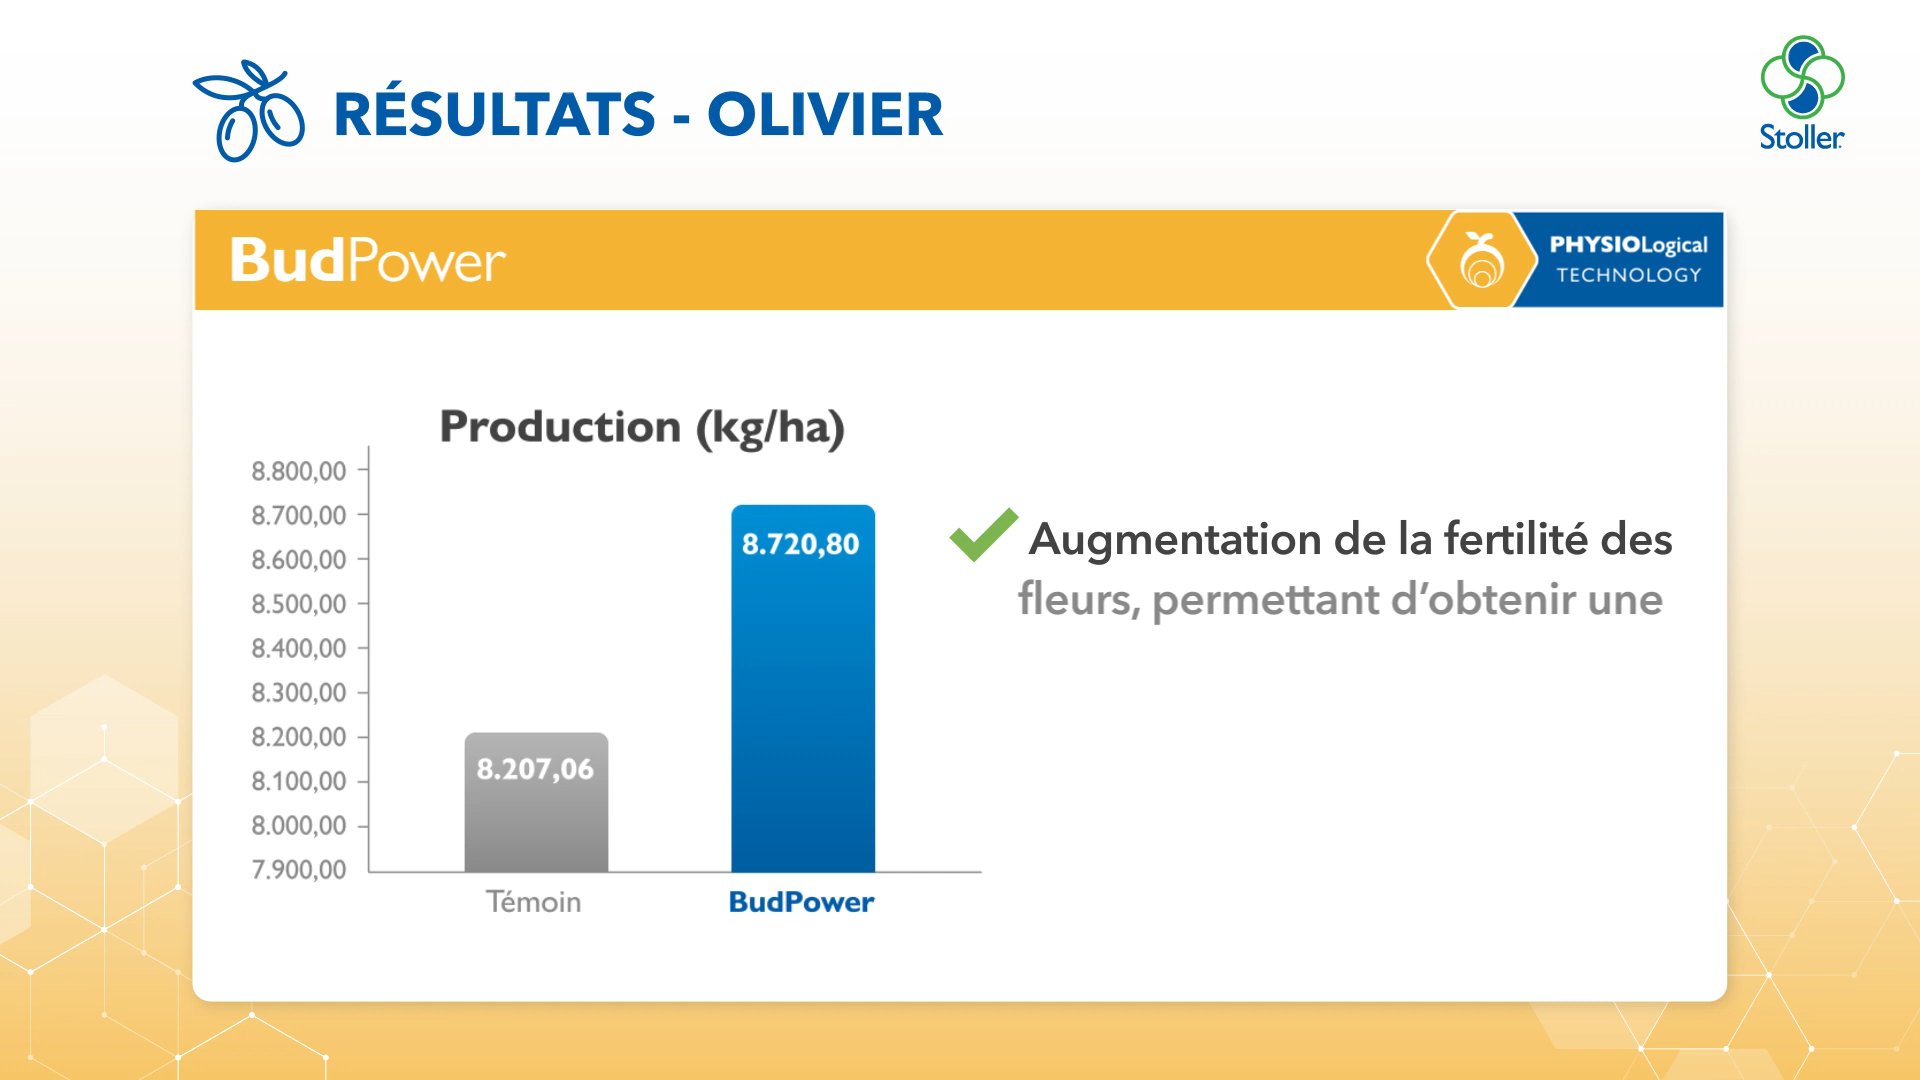 RÉSULTATS - OLIVIER
Stoller
BudPower
PHYSIOLogical
TECHNOLOGY
Production (kg/ha)
8.800,00
8.700,00
8.600,00
8.500,00
8.400,00
8.300,00
8.200,00
8.100,00
8.000,00
7.900,00
8.207,06
8.720,80
Témoin
BudPower
Augmentation de la fertilité des
fleurs, permettant d’obtenir une